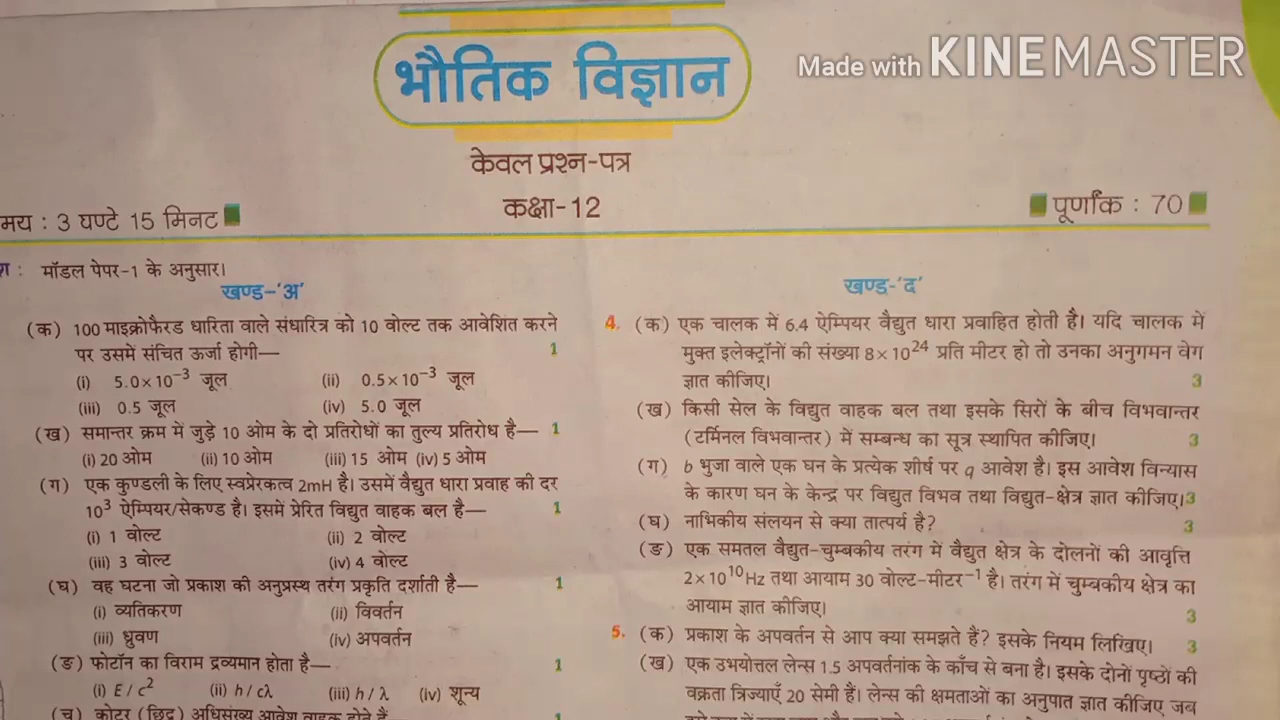 Made with KINEMASTER
भौतिक विज्ञान
केवल प्रश्न-पत्र
कक्षा-12
मय : 3 घण्टे 15 मिनट
पूर्णांक : 70
मॉडल पेपर-1 के अनुसार।
खण्ड-'अ'
(क) 100 माइक्रोफैरड धारिता वाले संधारित्र को 10 वोल्ट तक आवेशित करने
पर उसमें संचित ऊर्जा होगी— 1
(i) 5.0×10⁻³ जूल (ii) 0.5×10⁻³ जूल
(iii) 0.5 जूल (iv) 5.0 जूल
(ख) समान्तर क्रम में जुड़े 10 ओम के दो प्रतिरोधों का तुल्य प्रतिरोध है— 1
(i) 20 ओम (ii) 10 ओम (iii) 15 ओम (iv) 5 ओम
(ग) एक कुण्डली के लिए स्वप्रेरकत्व 2mH है। उसमें वैद्युत धारा प्रवाह की दर
10³ ऐम्पियर/सेकण्ड है। इसमें प्रेरित विद्युत वाहक बल है— 1
(i) 1 वोल्ट (ii) 2 वोल्ट
(iii) 3 वोल्ट (iv) 4 वोल्ट
(घ) वह घटना जो प्रकाश की अनुप्रस्थ तरंग प्रकृति दर्शाती है— 1
(i) व्यतिकरण (ii) विवर्तन
(iii) ध्रुवण (iv) अपवर्तन
(ङ) फोटॉन का विराम द्रव्यमान होता है— 1
(i) E/c² (ii) h/cλ (iii) h/λ (iv) शून्य
(च) कोटर (छिद्र) अधिसंख्य आवेश वाहक होते हैं
खण्ड-'द'
4. (क) एक चालक में 6.4 ऐम्पियर वैद्युत धारा प्रवाहित होती है। यदि चालक में
मुक्त इलेक्ट्रॉनों की संख्या 8×10²⁴ प्रति मीटर हो तो उनका अनुगमन वेग
ज्ञात कीजिए। 3
(ख) किसी सेल के विद्युत वाहक बल तथा इसके सिरों के बीच विभवान्तर
(टर्मिनल विभवान्तर) में सम्बन्ध का सूत्र स्थापित कीजिए। 3
(ग) b भुजा वाले एक घन के प्रत्येक शीर्ष पर q आवेश है। इस आवेश विन्यास
के कारण घन के केन्द्र पर विद्युत विभव तथा विद्युत-क्षेत्र ज्ञात कीजिए। 3
(घ) नाभिकीय संलयन से क्या तात्पर्य है? 3
(ङ) एक समतल वैद्युत-चुम्बकीय तरंग में वैद्युत क्षेत्र के दोलनों की आवृत्ति
2×10¹⁰Hz तथा आयाम 30 वोल्ट-मीटर⁻¹ है। तरंग में चुम्बकीय क्षेत्र का
आयाम ज्ञात कीजिए। 3
5. (क) प्रकाश के अपवर्तन से आप क्या समझते हैं? इसके नियम लिखिए। 3
(ख) एक उभयोत्तल लेन्स 1.5 अपवर्तनांक के काँच से बना है। इसके दोनों पृष्ठों की
वक्रता त्रिज्याएँ 20 सेमी हैं। लेन्स की क्षमताओं का अनुपात ज्ञात कीजिए जब